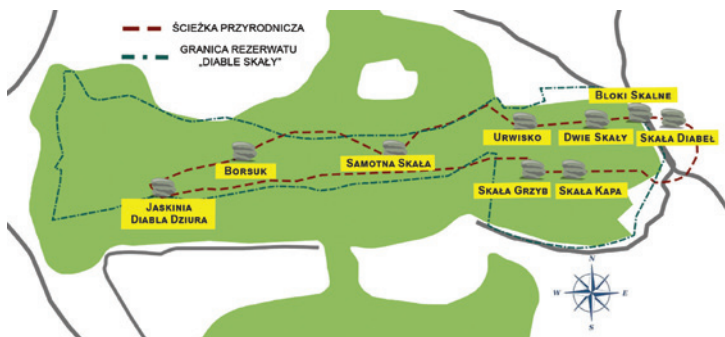 ŚCIEŻKA PRZYRODNICZA
GRANICA REZERWATU
„DIABLE SKAŁY”
BLOKI SKALNE
URWISKO
DWIE SKAŁY
SKAŁA DIABEŁ
BORSUK
SAMOTNA SKAŁA
SKAŁA GRZYB
SKAŁA KAPA
JASKINIA
DIABLA DZIURA
N
W
E
S